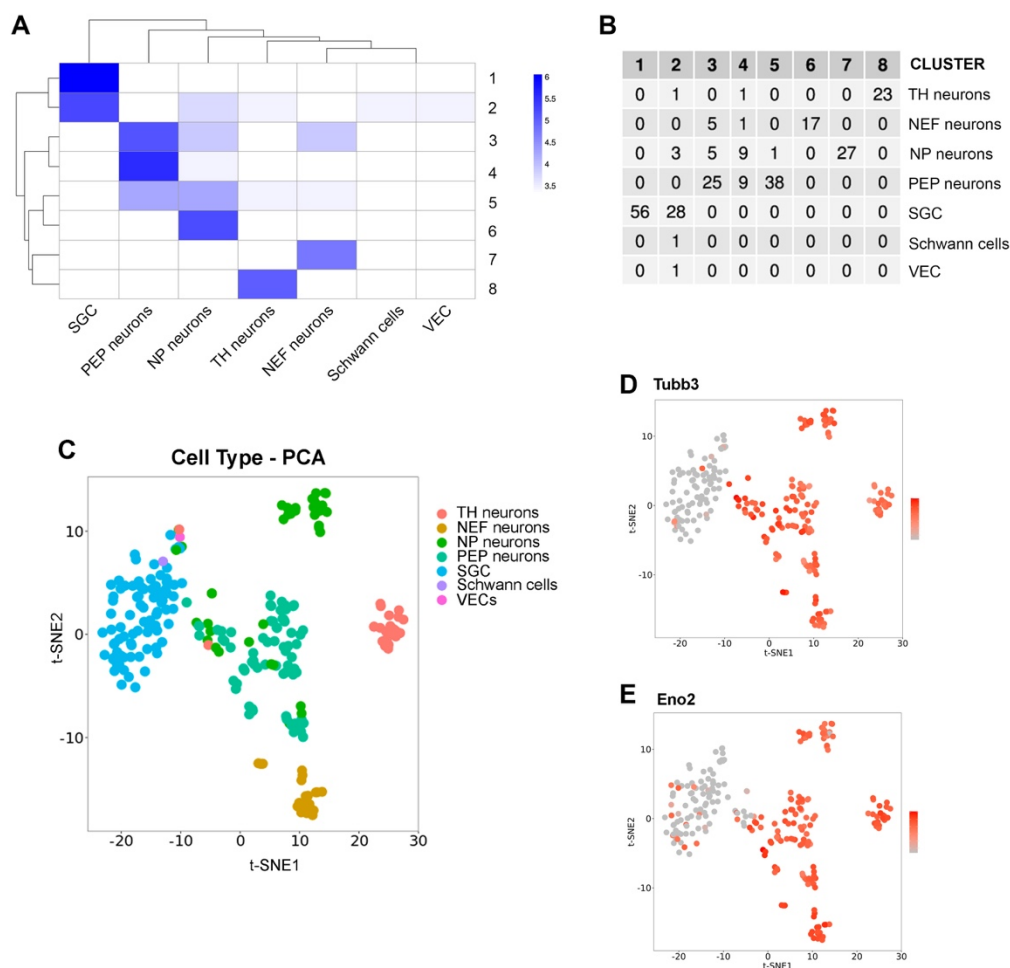 A
1
2
3
4
5
6
7
8
6
5.5
5
4.5
4
3.5
SGC
PEP neurons
NP neurons
TH neurons
NEF neurons
Schwann cells
VEC
B
1 2 3 4 5 6 7 8 CLUSTER
0 1 0 1 0 0 0 23 TH neurons
0 0 5 1 0 17 0 0 NEF neurons
0 3 5 9 1 0 27 0 NP neurons
0 0 25 9 38 0 0 0 PEP neurons
56 28 0 0 0 0 0 0 SGC
0 1 0 0 0 0 0 0 Schwann cells
0 1 0 0 0 0 0 0 VEC
C
Cell Type - PCA
10
0
-10
t-SNE2
-20 -10 0 10 20 30
t-SNE1
TH neurons
NEF neurons
NP neurons
PEP neurons
SGC
Schwann cells
VECs
D Tubb3
10
0
-10
t-SNE2
-20 -10 0 10 20 30
t-SNE1
E Eno2
10
0
-10
t-SNE2
-20 -10 0 10 20 30
t-SNE1